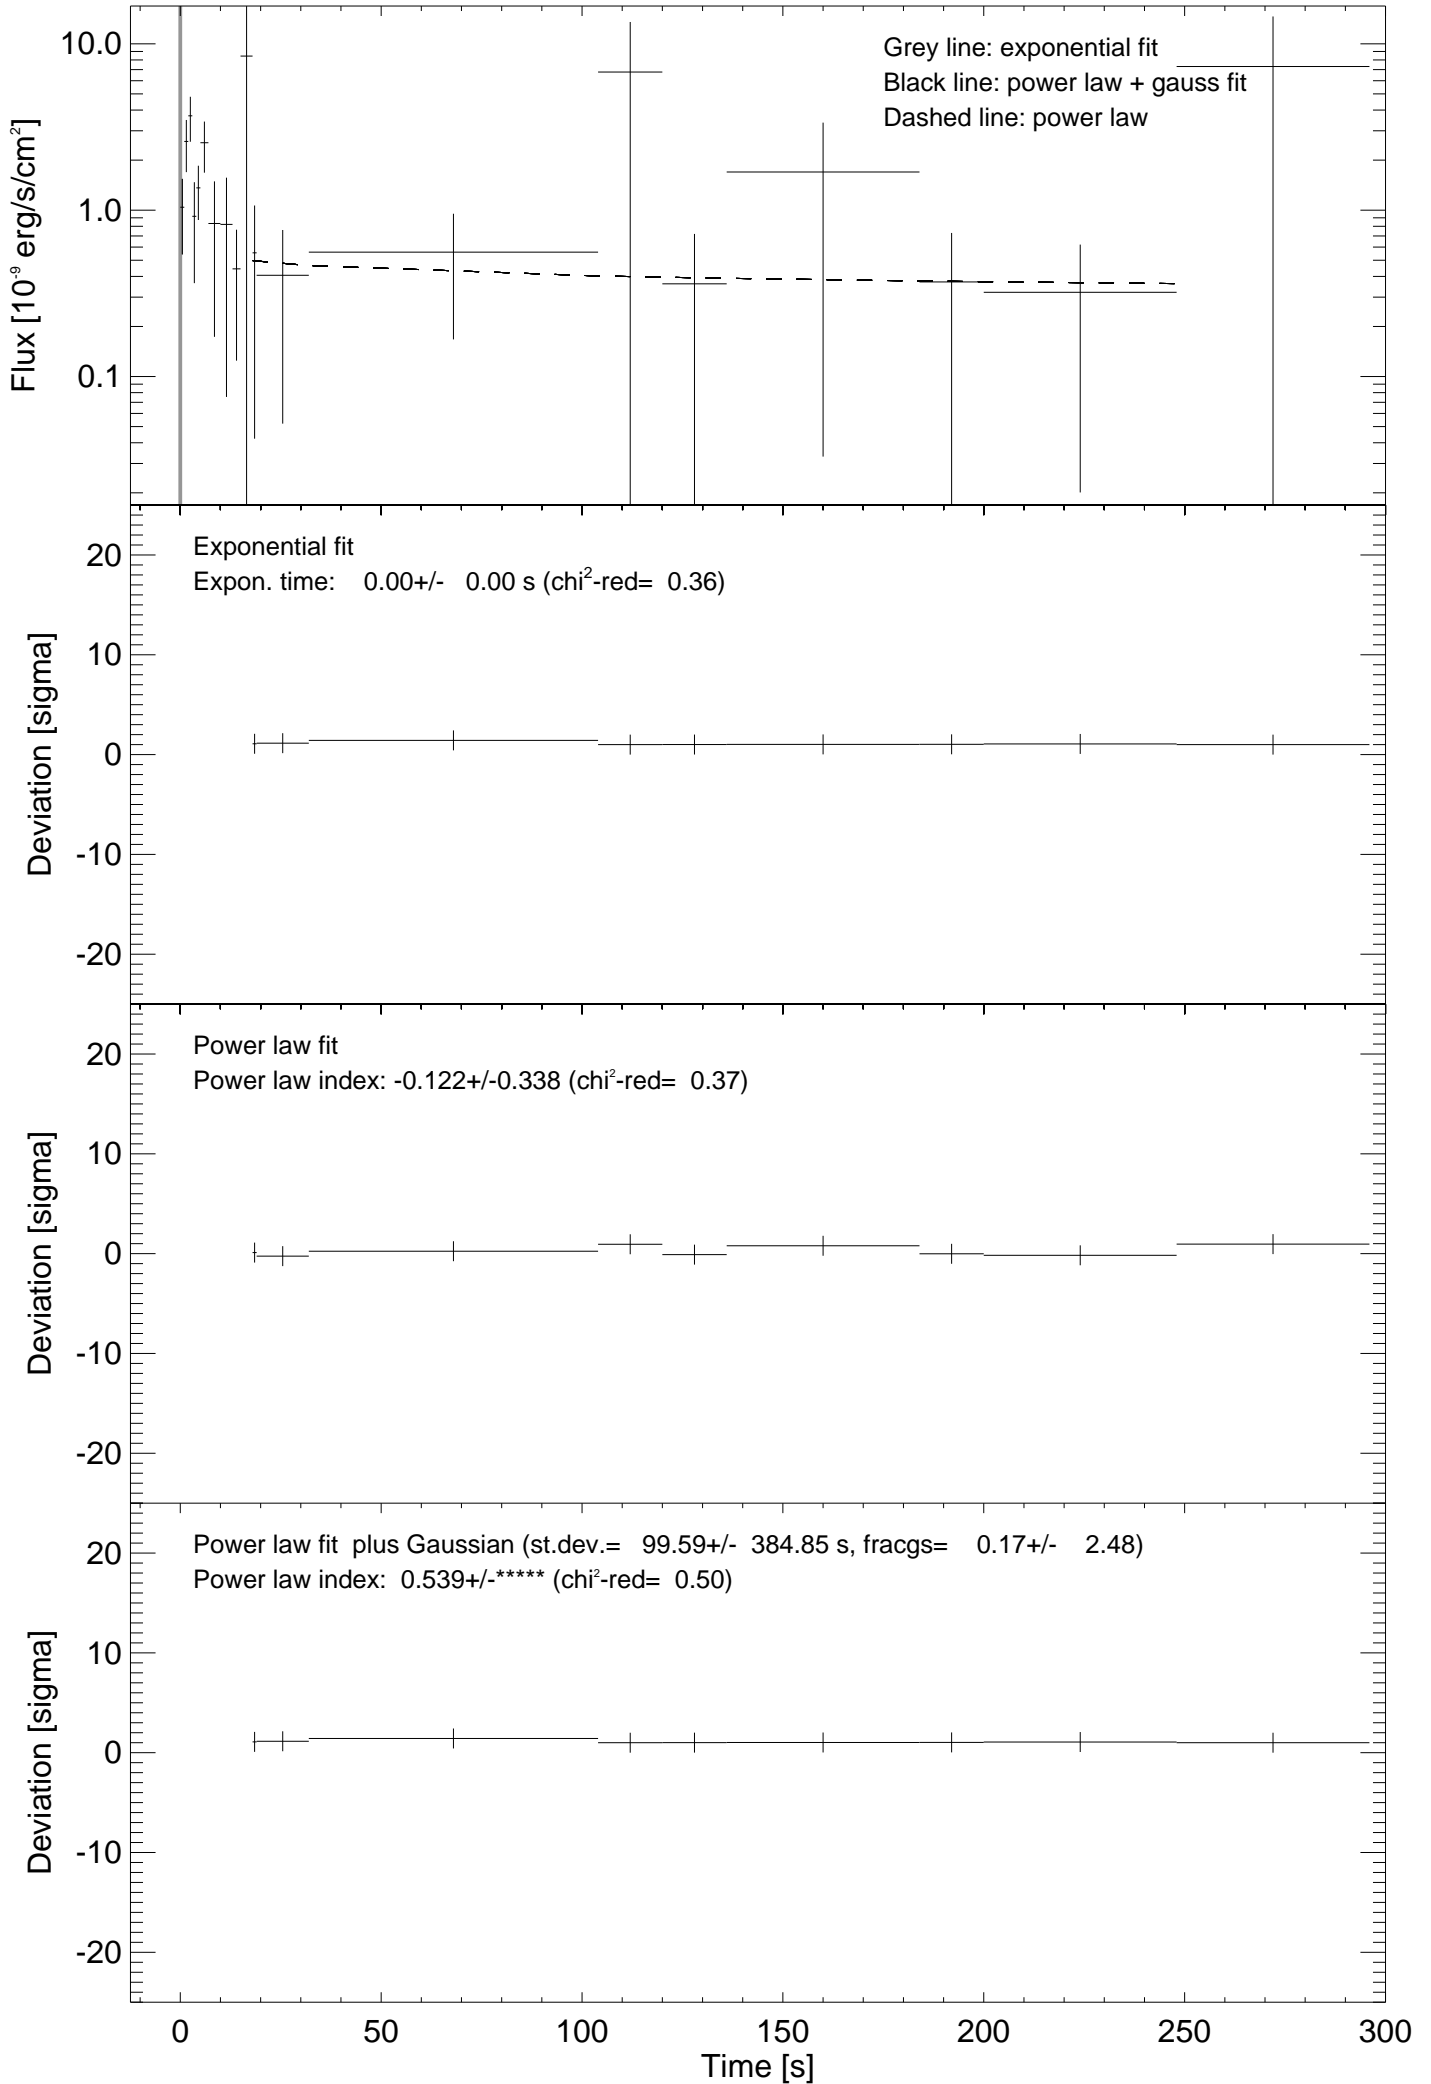 Grey line: exponential fit
Black line: power law + gauss fit
Dashed line: power law
10.0
1.0
0.1
Flux [10⁻⁹ erg/s/cm²]
Exponential fit
Expon. time: 0.00+/- 0.00 s (chi²-red= 0.36)
20
10
0
-10
-20
Deviation [sigma]
Power law fit
Power law index: -0.122+/-0.338 (chi²-red= 0.37)
20
10
0
-10
-20
Deviation [sigma]
Power law fit plus Gaussian (st.dev.= 99.59+/- 384.85 s, fracgs= 0.17+/- 2.48)
Power law index: 0.539+/-***** (chi²-red= 0.50)
20
10
0
-10
-20
Deviation [sigma]
0 50 100 150 200 250 300
Time [s]